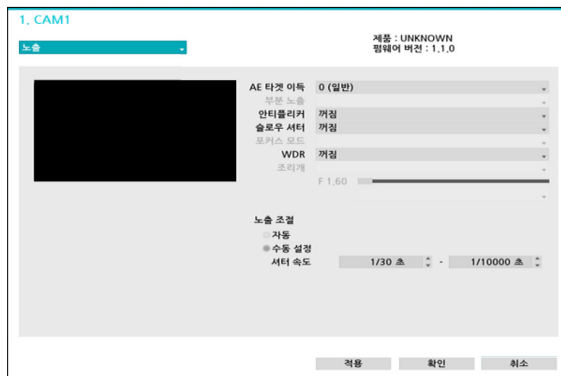 1. CAM1
노출
제품 : UNKNOWN
펌웨어 버전 : 1.1.0
AE 타겟 이득 0 (일반)
부분 노출
안티플리커 꺼짐
슬로우 셔터 꺼짐
포커스 모드
WDR 꺼짐
조리개
F 1.60
노출 조절
자동
수동 설정
셔터 속도 1/30 초 - 1/10000 초
적용 확인 취소